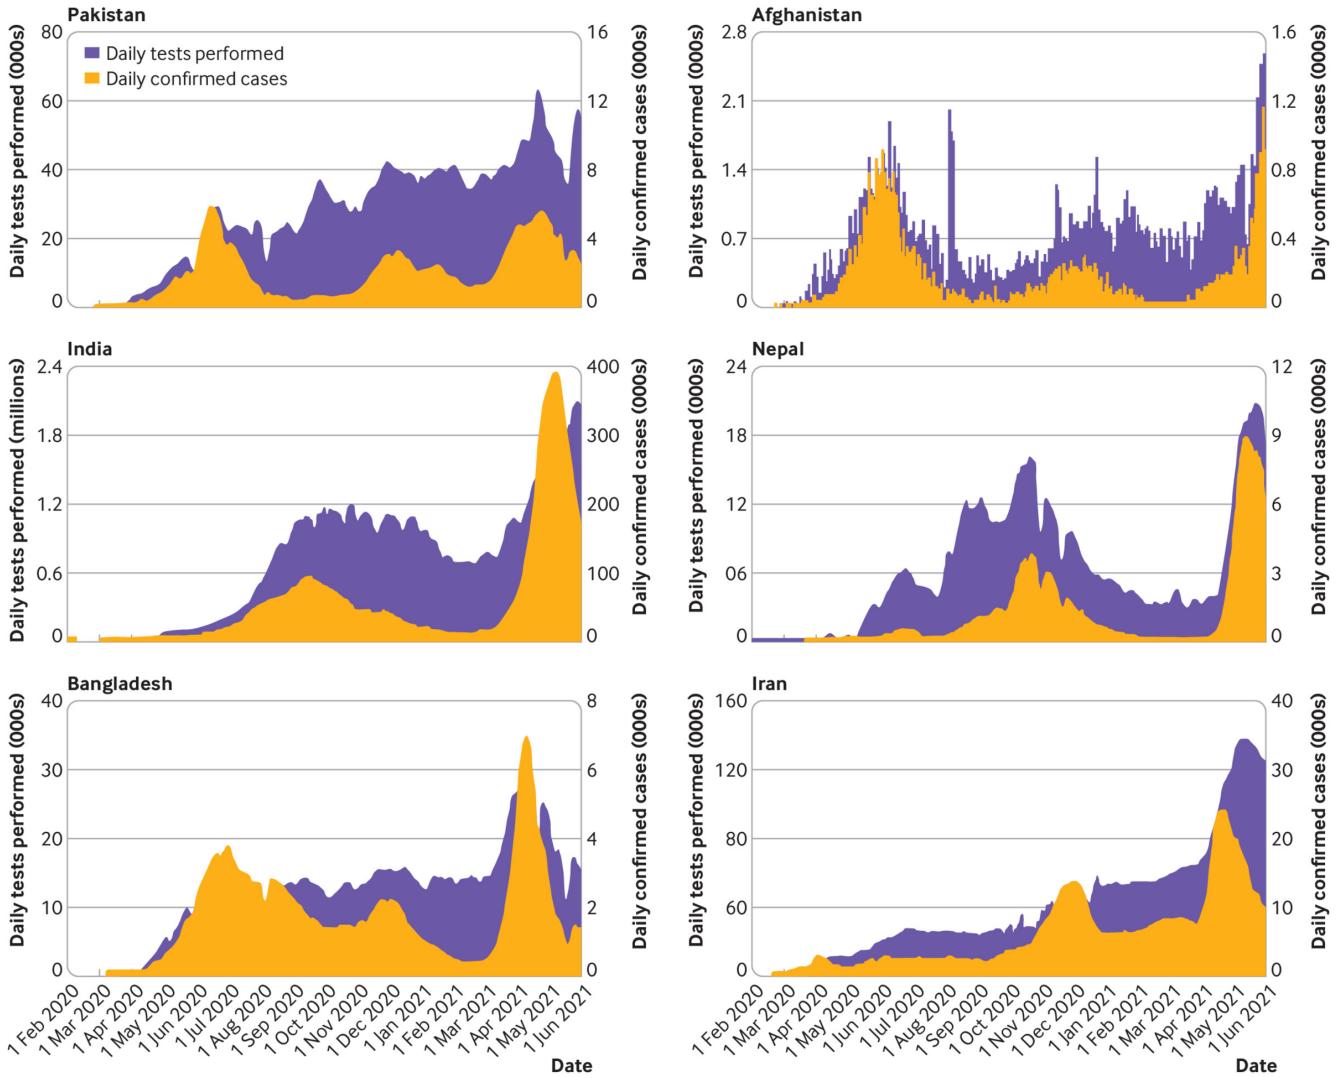 Pakistan
Daily tests performed (000s)
80
60
40
20
0
Daily tests performed
Daily confirmed cases
16
12
8
4
0
Daily confirmed cases (000s)
Afghanistan
Daily tests performed (000s)
2.8
2.1
1.4
0.7
0
1.6
1.2
0.8
0.4
0
Daily confirmed cases (000s)
India
Daily tests performed (millions)
2.4
1.8
1.2
0.6
0
400
300
200
100
0
Daily confirmed cases (000s)
Nepal
Daily tests performed (000s)
24
18
12
06
0
12
9
6
3
0
Daily confirmed cases (000s)
Bangladesh
Daily tests performed (000s)
40
30
20
10
0
8
6
4
2
0
Daily confirmed cases (000s)
1 Feb 2020
1 Mar 2020
1 Apr 2020
1 May 2020
1 Jun 2020
1 Jul 2020
1 Aug 2020
1 Sep 2020
1 Oct 2020
1 Nov 2020
1 Dec 2020
1 Jan 2021
1 Feb 2021
1 Mar 2021
1 Apr 2021
1 May 2021
1 Jun 2021
Date
Iran
Daily tests performed (000s)
160
120
80
60
0
40
30
20
10
0
Daily confirmed cases (000s)
1 Feb 2020
1 Mar 2020
1 Apr 2020
1 May 2020
1 Jun 2020
1 Jul 2020
1 Aug 2020
1 Sep 2020
1 Oct 2020
1 Nov 2020
1 Dec 2020
1 Jan 2021
1 Feb 2021
1 Mar 2021
1 Apr 2021
1 May 2021
1 Jun 2021
Date